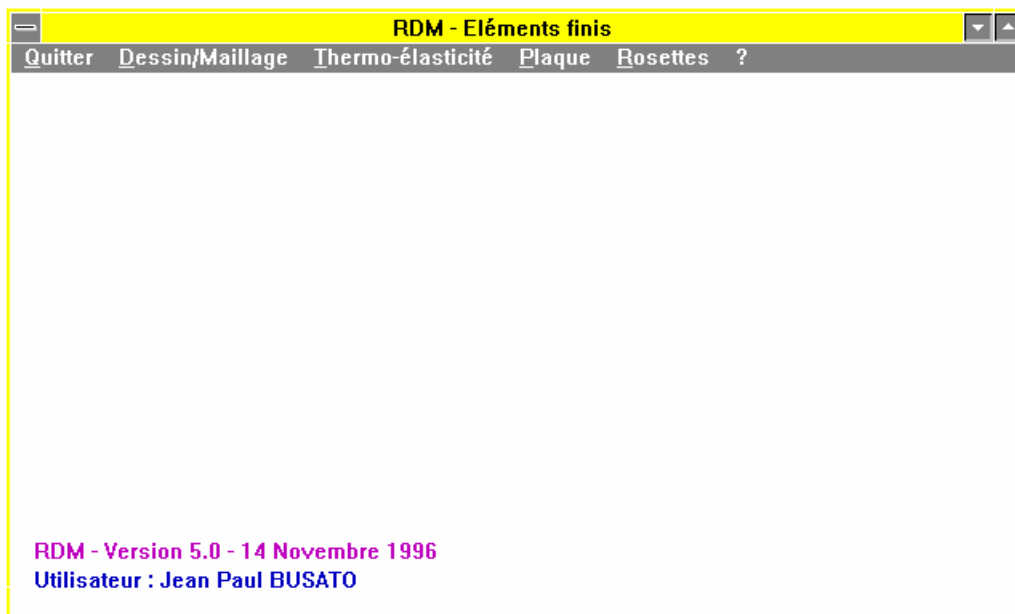 RDM - Eléments finis
Quitter Dessin/Maillage Thermo-élasticité Plaque Rosettes ?
RDM - Version 5.0 - 14 Novembre 1996
Utilisateur : Jean Paul BUSATO